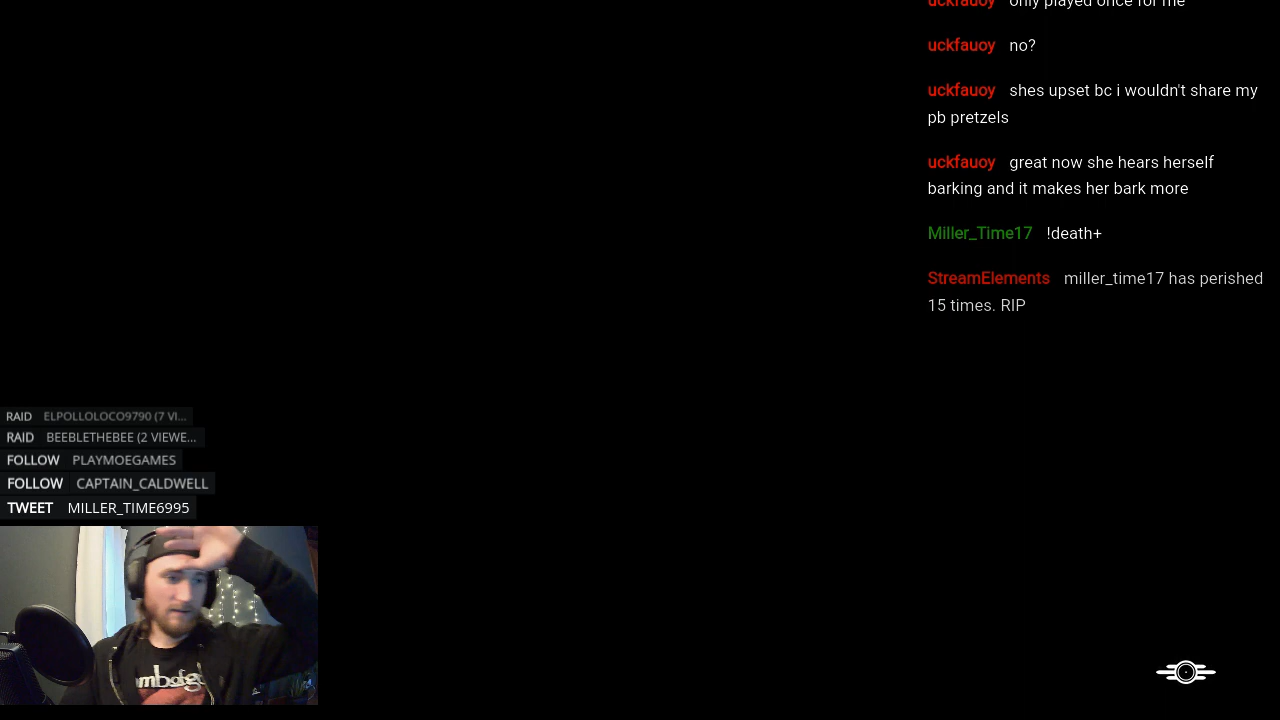 uckfauoy only played once for me
uckfauoy no?
uckfauoy shes upset bc i wouldn't share my
pb pretzels
uckfauoy great now she hears herself
barking and it makes her bark more
Miller_Time17 !death+
StreamElements miller_time17 has perished
15 times. RIP
RAID ELPOLLOLOCO9790 (7 VI...
RAID BEEBLETHEBEE (2 VIEWE...
FOLLOW PLAYMOEGAMES
FOLLOW CAPTAIN_CALDWELL
TWEET MILLER_TIME6995